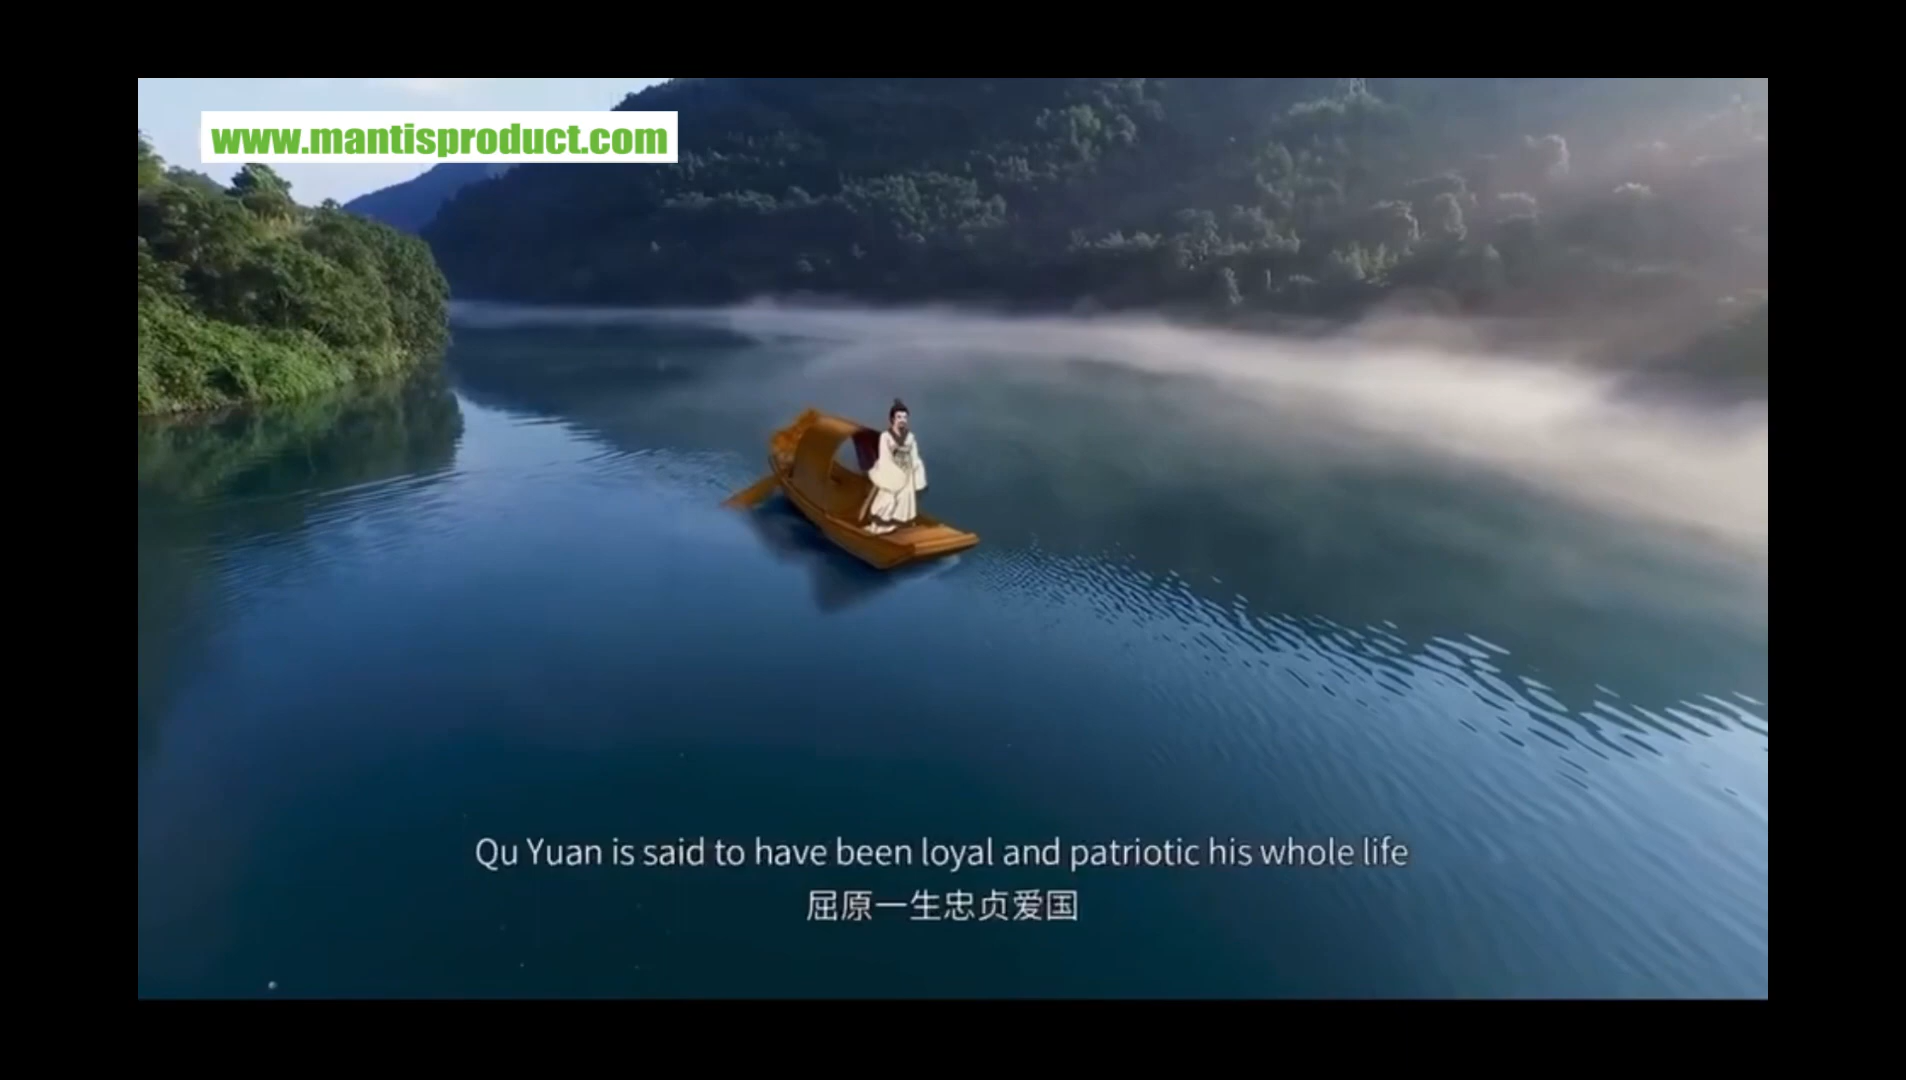 www.mantisproduct.com
Qu Yuan is said to have been loyal and patriotic his whole life
屈原一生忠贞爱国